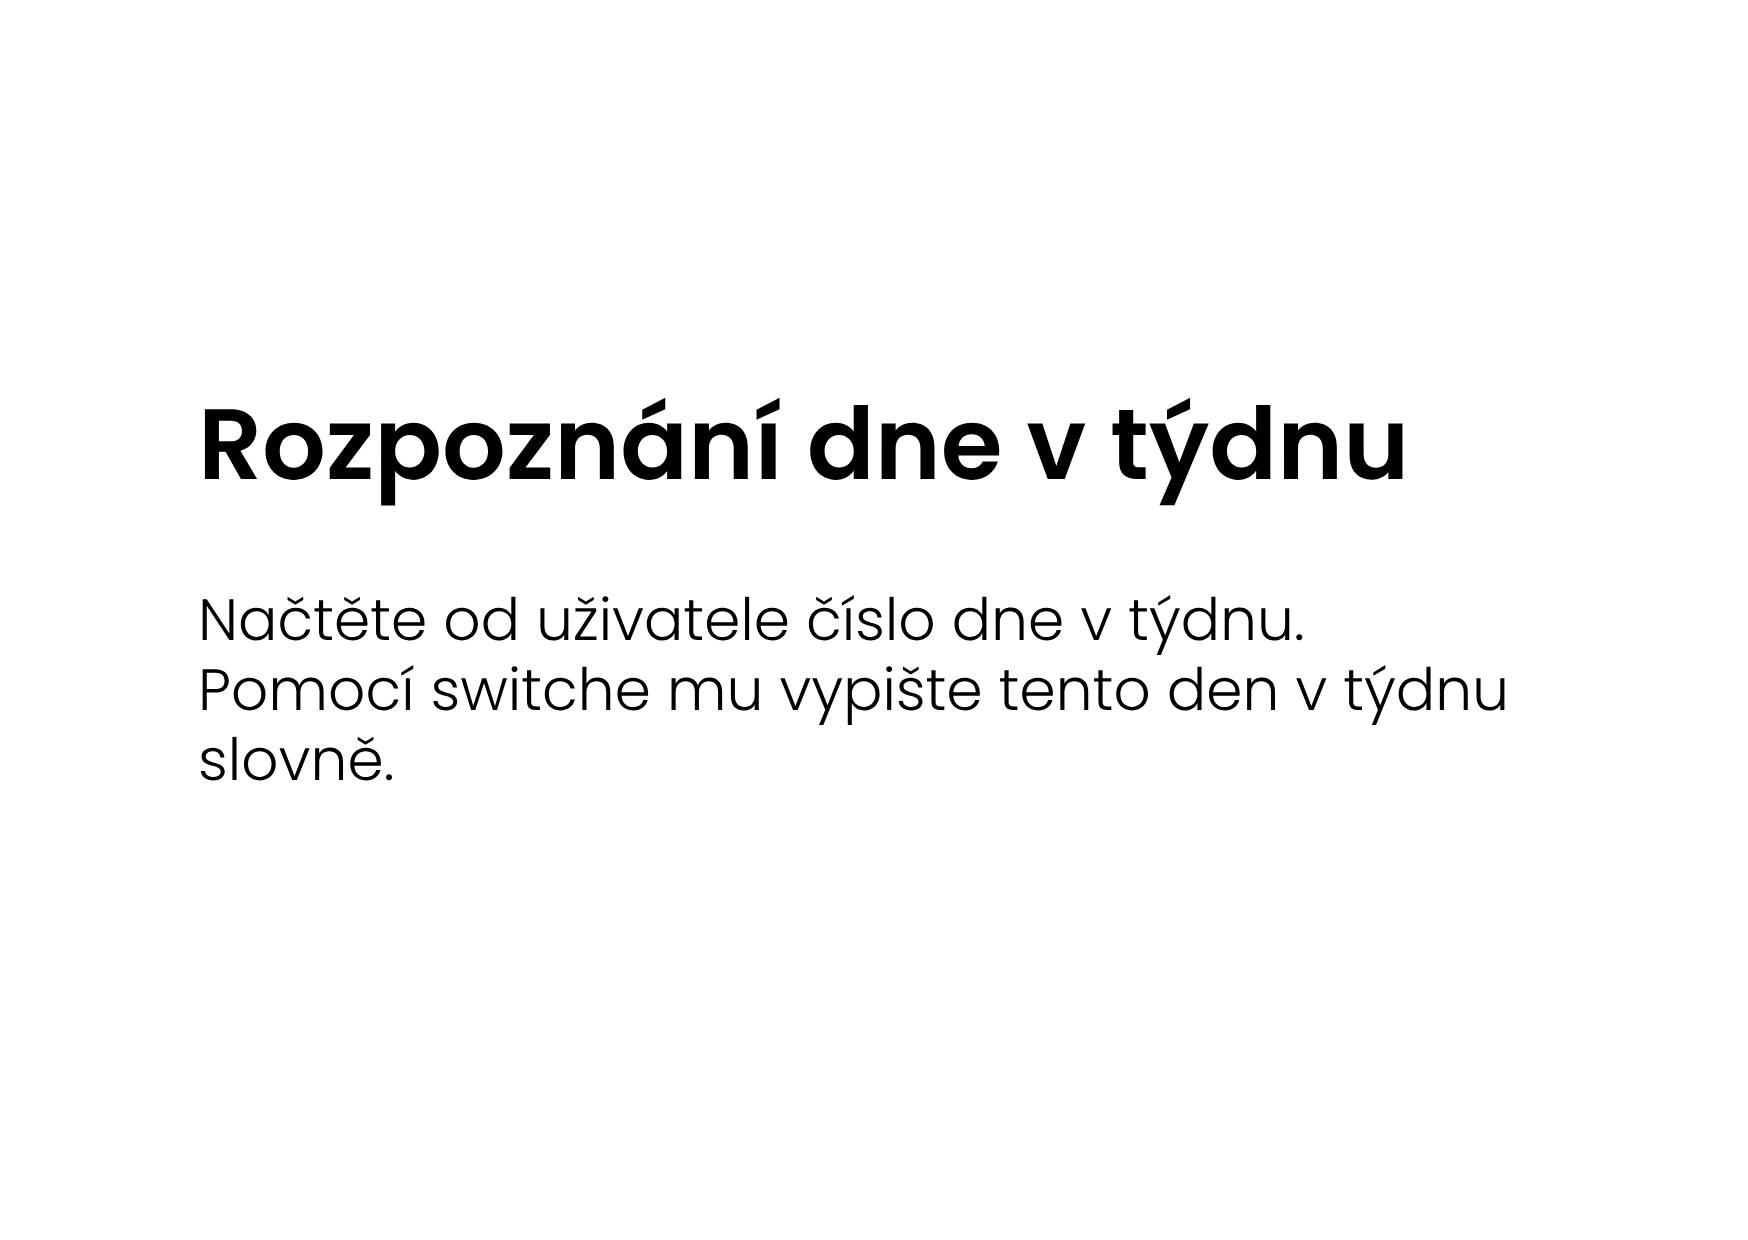 Rozpoznání dne v týdnu
Načtěte od uživatele číslo dne v týdnu.
Pomocí switche mu vypište tento den v týdnu
slovně.